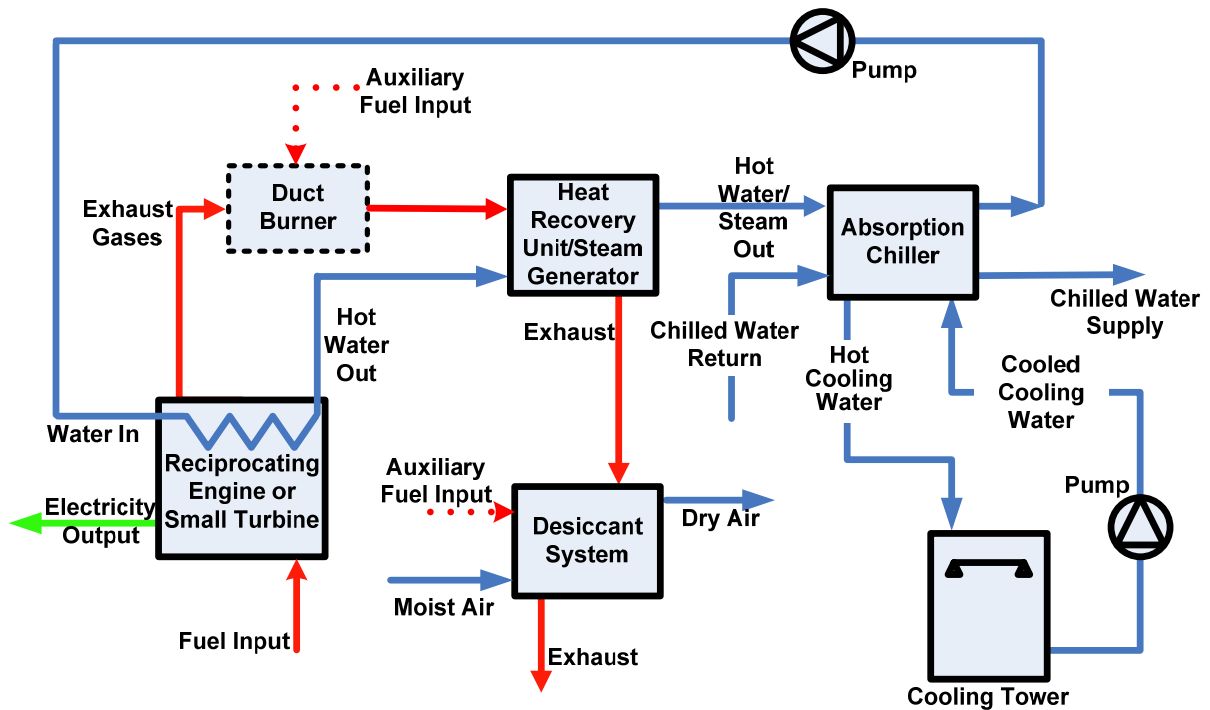 Pump
Auxiliary
Fuel Input
Duct
Burner
Exhaust
Gases
Heat
Recovery
Unit/Steam
Generator
Hot
Water/
Steam
Out
Absorption
Chiller
Chilled Water
Supply
Hot
Water
Out
Exhaust
Chilled Water
Return
Hot
Cooling
Water
Cooled
Cooling
Water
Water In
Reciprocating
Engine or
Small Turbine
Electricity
Output
Fuel Input
Auxiliary
Fuel Input
Desiccant
System
Dry Air
Moist Air
Exhaust
Pump
Cooling Tower